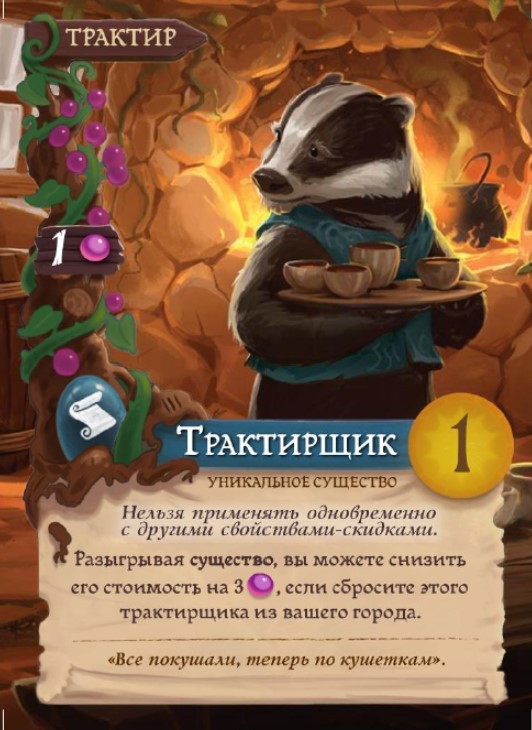 ТРАКТИР
1
ТРАКТИРЩИК
1
УНИКАЛЬНОЕ СУЩЕСТВО
Нельзя применять одновременно
с другими свойствами-скидками.
Разыгрывая существо, вы можете снизить
его стоимость на 3 , если сбросите этого
трактирщика из вашего города.
«Все покушали, теперь по кушеткам».